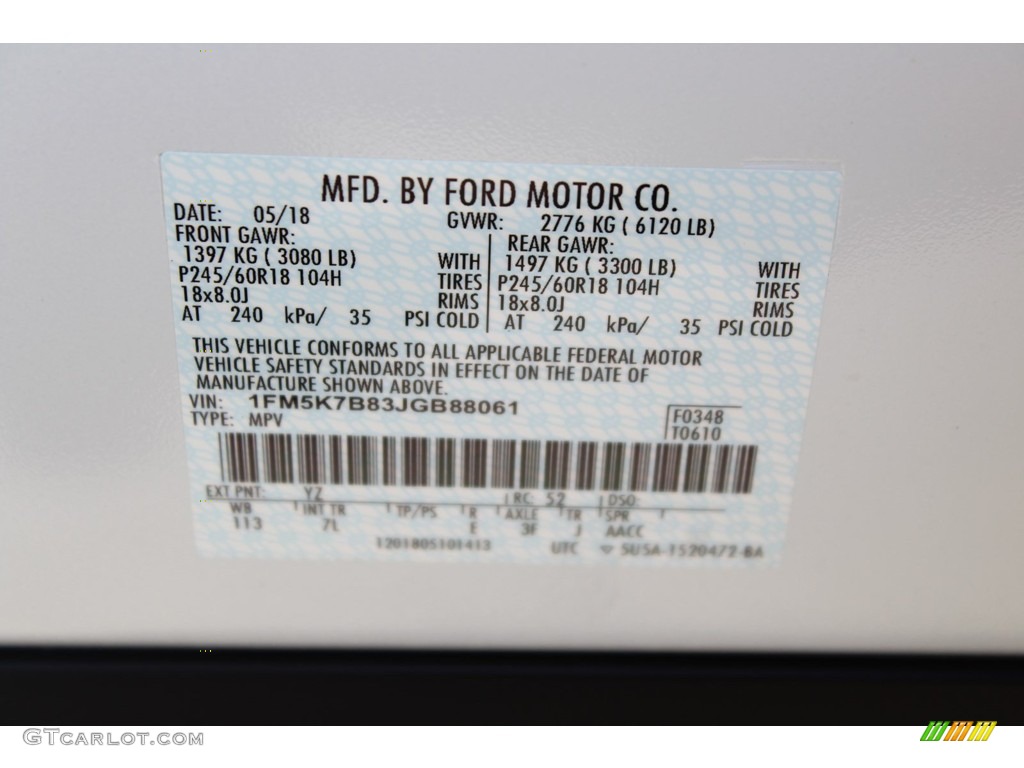 MFD. BY FORD MOTOR CO.
DATE: 05/18 GVWR: 2776 KG ( 6120 LB)
FRONT GAWR: REAR GAWR:
1397 KG ( 3080 LB) WITH 1497 KG ( 3300 LB) WITH
P245/60R18 104H TIRES P245/60R18 104H TIRES
18x8.0J RIMS 18x8.0J RIMS
AT 240 kPa/ 35 PSI COLD AT 240 kPa/ 35 PSI COLD
THIS VEHICLE CONFORMS TO ALL APPLICABLE FEDERAL MOTOR
VEHICLE SAFETY STANDARDS IN EFFECT ON THE DATE OF
MANUFACTURE SHOWN ABOVE.
VIN: 1FM5K7B83JGB88061
TYPE: MPV
F0348
T0610
EXT PNT: YZ RC: 52 DSO:
WB INT TR TP/PS R AXLE TR SPR
113 7L E 3F J AACC
1201805101413 UTC SU5A-1520472-BA
GTCarLot.com